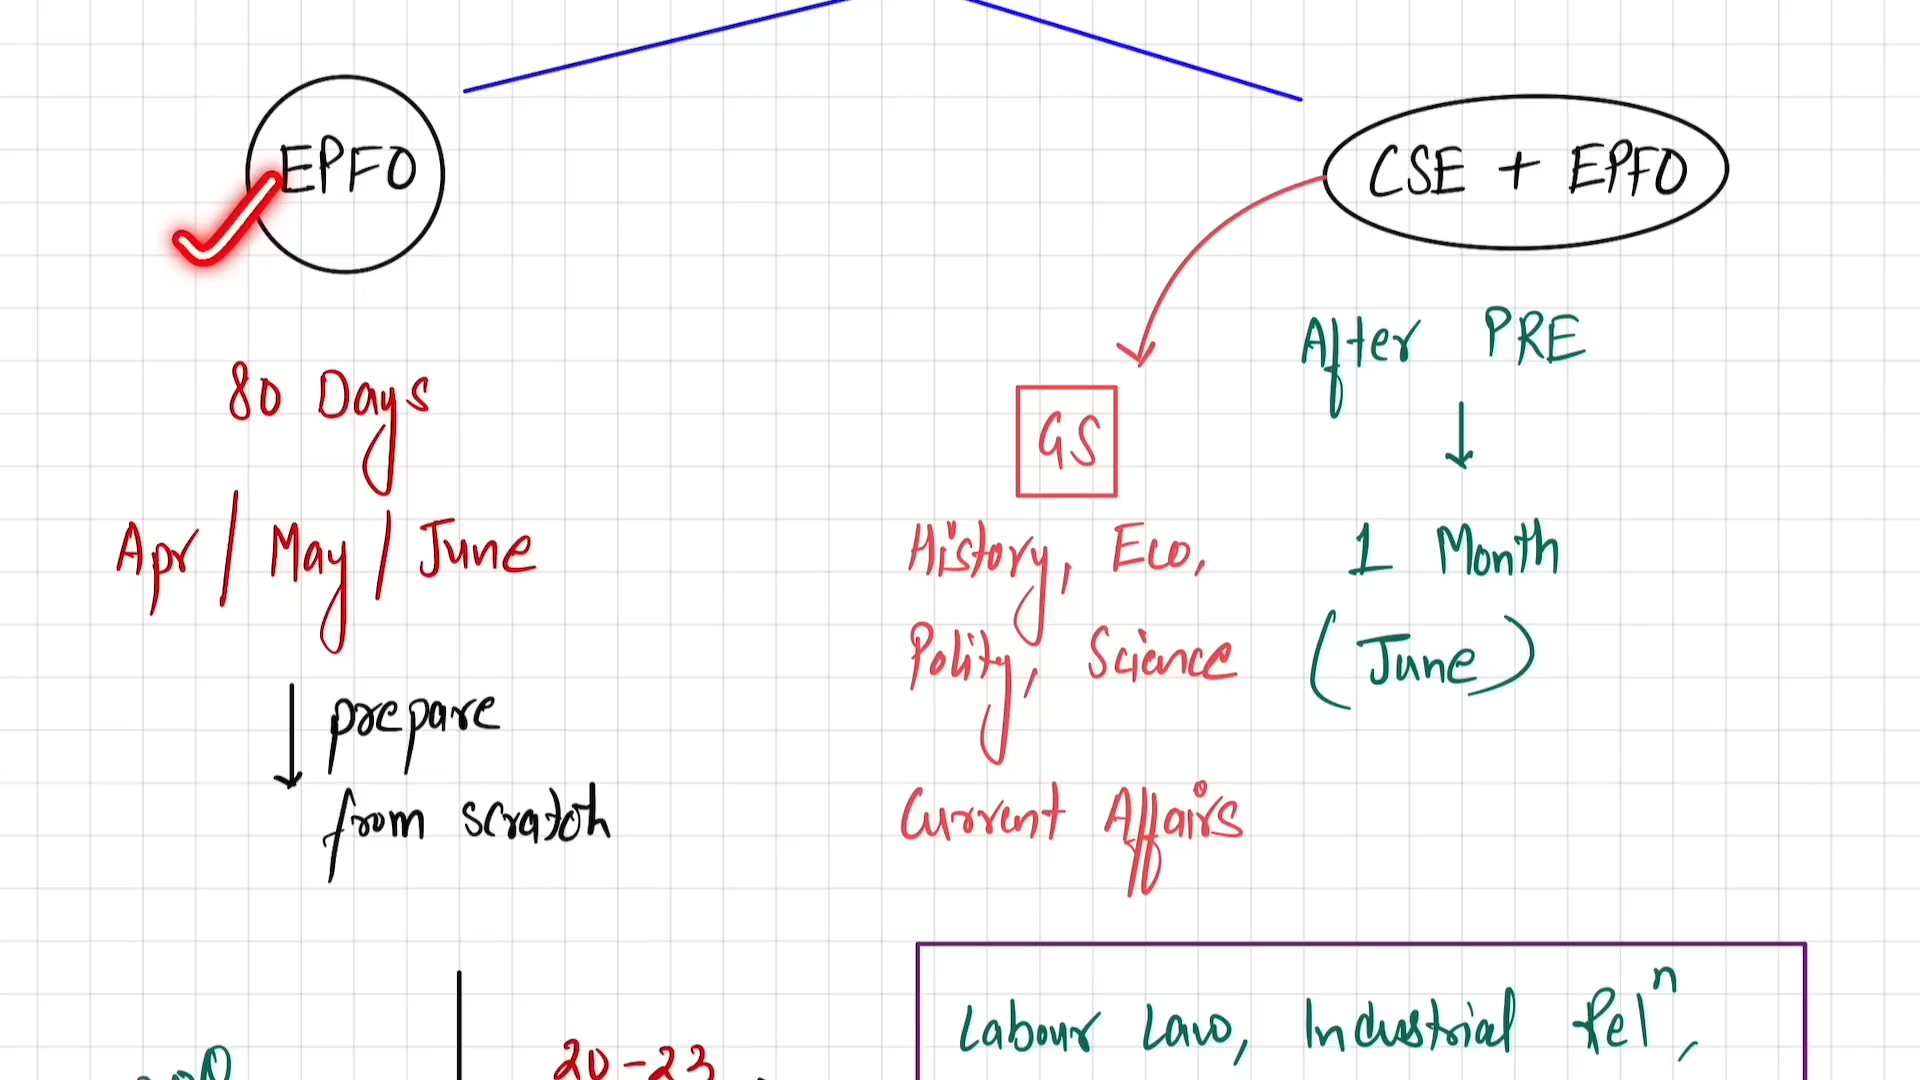 EPFO
80 Days
Apr / May / June
prepare
from scratch
CSE + EPFO
GS
History, Eco,
Polity, Science
Current Affairs
After PRE
1 Month
(June)
20-23
Labour Law, Industrial Relⁿ,